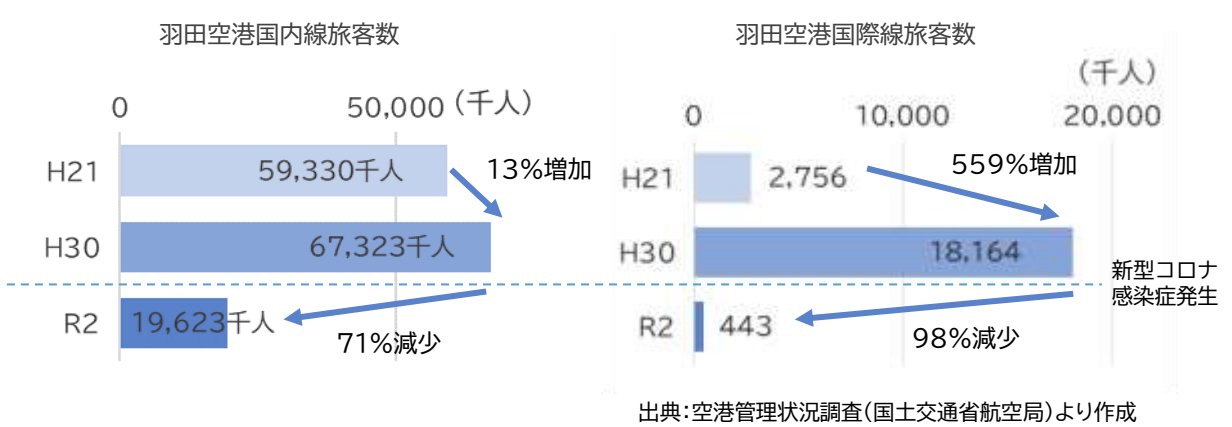 羽田空港国内線旅客数
0 50,000 (千人)
H21 59,330千人 13%増加
H30 67,323千人
R2 19,623千人
71%減少
羽田空港国際線旅客数
(千人)
0 10,000 20,000
H21 2,756 559%増加
H30 18,164
新型コロナ
感染症発生
R2 443
98%減少
出典:空港管理状況調査(国土交通省航空局)より作成